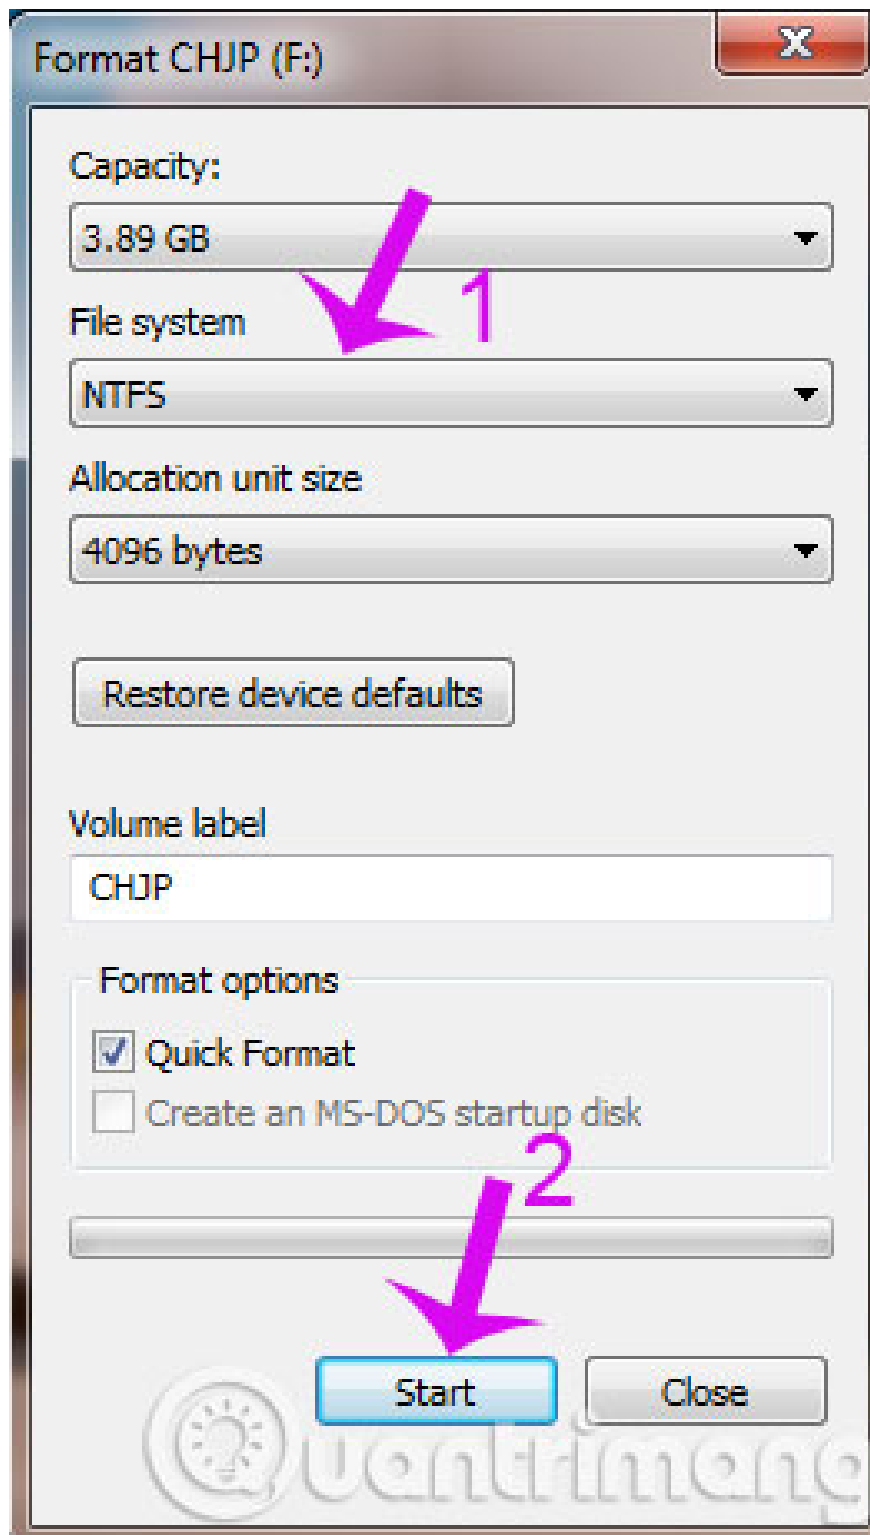 Format CHJP (F:)
Capacity:
3.89 GB
1
File system
NTFS
Allocation unit size
4096 bytes
Restore device defaults
Volume label
CHJP
Format options
Quick Format
Create an MS-DOS startup disk
2
Start
Close
Quantrimang